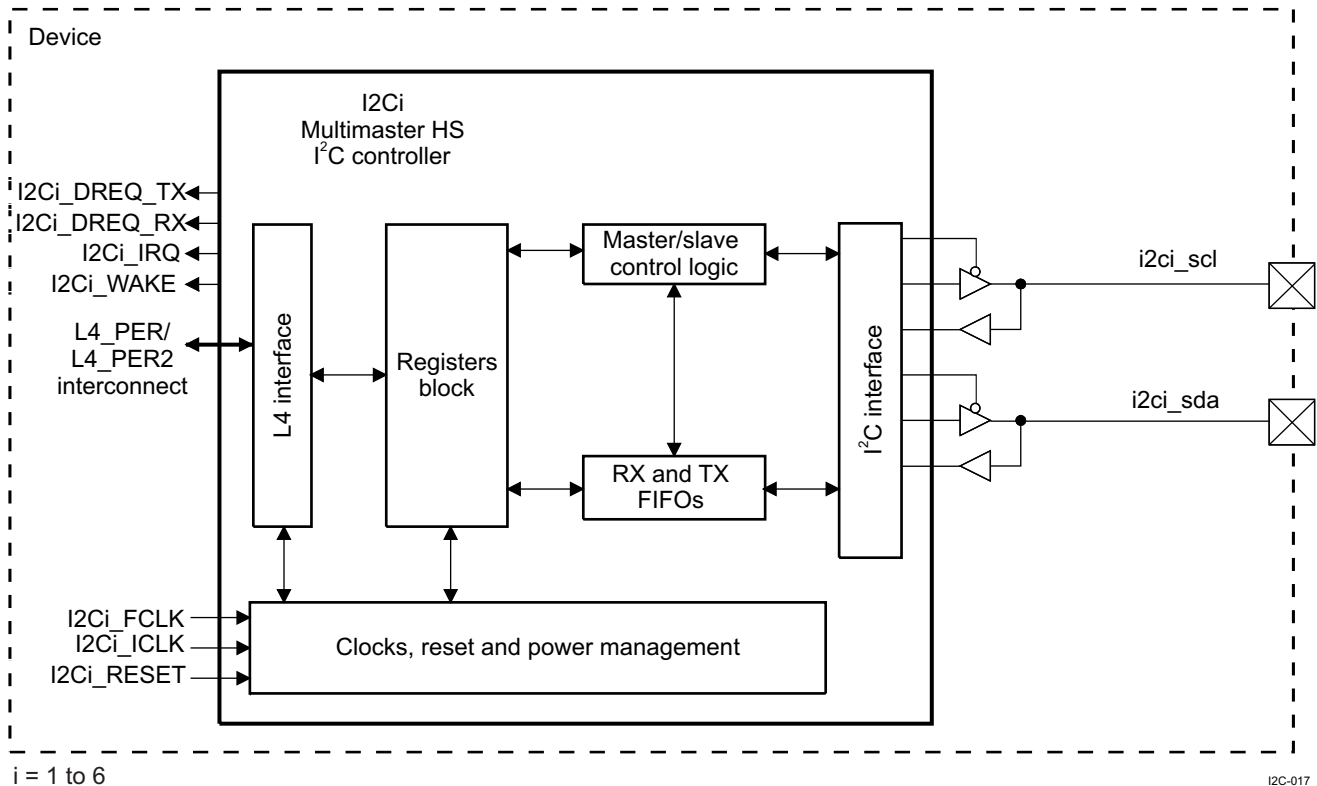 Device
I2Ci
Multimaster HS
I²C controller
I2Ci_DREQ_TX
I2Ci_DREQ_RX
I2Ci_IRQ
I2Ci_WAKE
L4_PER/
L4_PER2
interconnect
L4 interface
Registers
block
Master/slave
control logic
RX and TX
FIFOs
I²C interface
i2ci_scl
i2ci_sda
I2Ci_FCLK
I2Ci_ICLK
I2Ci_RESET
Clocks, reset and power management
i = 1 to 6
I2C-017